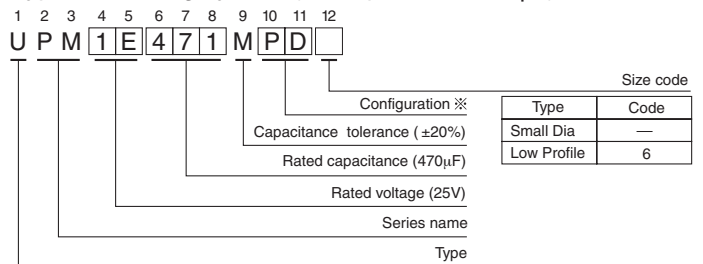 1 2 3 4 5 6 7 8 9 10 11 12
U P M 1 E 4 7 1 M P D
Size code
Configuration ※
Capacitance tolerance ( ±20%)
Rated capacitance (470μF)
Rated voltage (25V)
Series name
Type
Type Code
Small Dia —
Low Profile 6